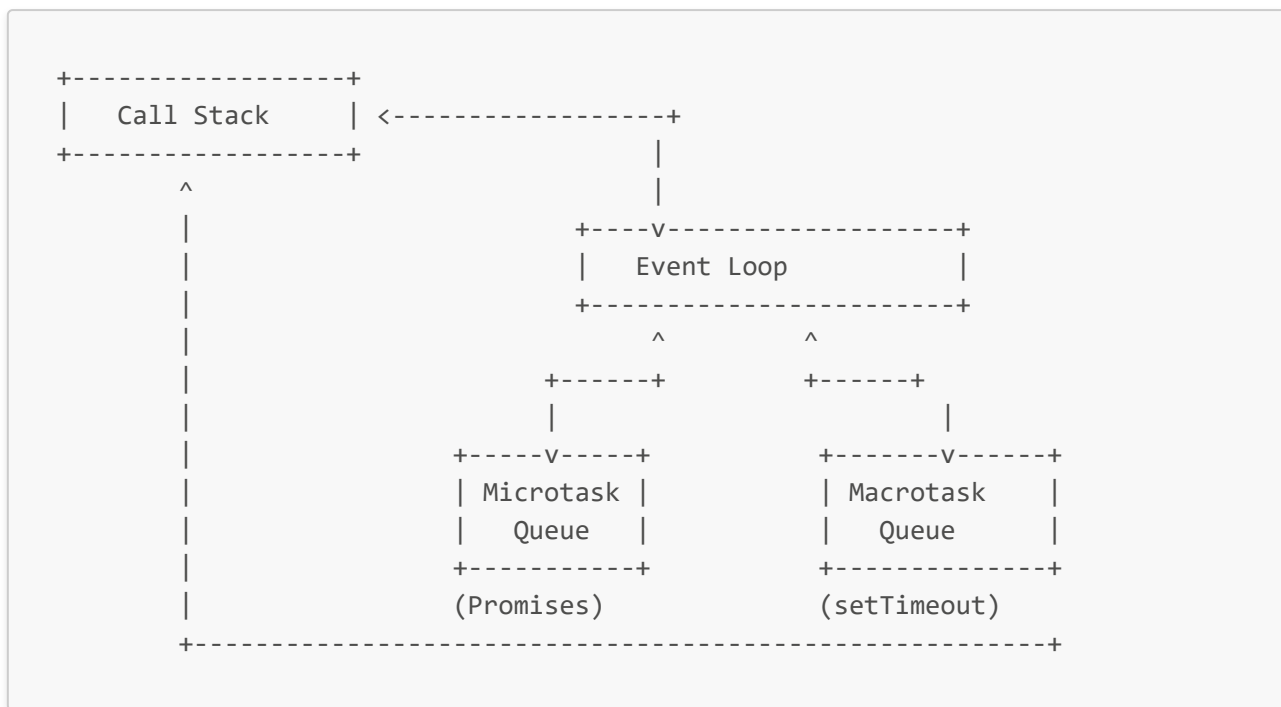 +------------------+
|   Call Stack     | <------------------+
+------------------+                    |
        ^                               |
        |                          +----v-------------------+
        |                          |   Event Loop           |
        |                          +------------------------+
        |                               ^         ^
        |                        +------+         +------+
        |                        |                          |
        |                  +-----v-----+           +-------v------+
        |                  | Microtask |           | Macrotask    |
        |                  |   Queue   |           |   Queue      |
        |                  +-----------+           +--------------+
        |                  (Promises)              (setTimeout)
        +---------------------------------------------------------+